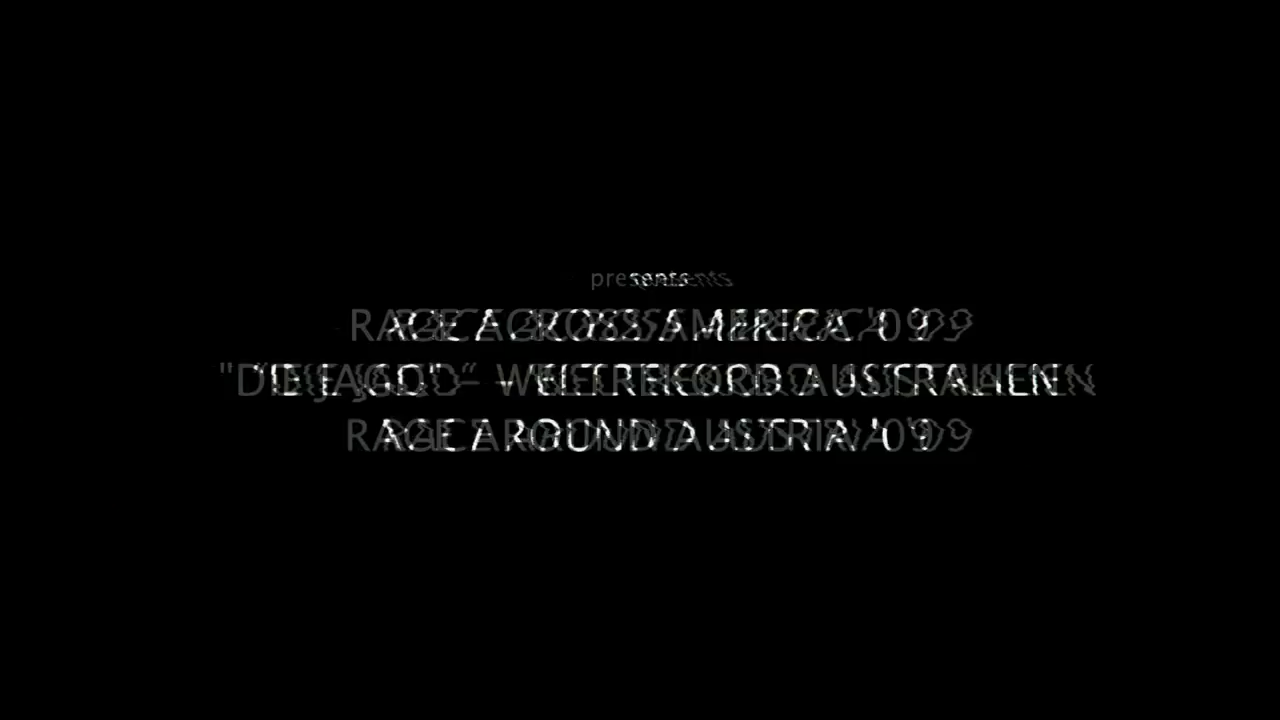 presents
RACE ACROSS AMERICA '09
"DIE JAGD" – WELTREKORD AUSTRALIEN
RACE AROUND AUSTRIA '09